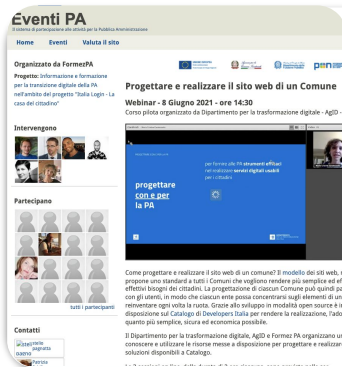 Eventi PA
Il sistema di partecipazione alle attività per la Pubblica Amministrazione
Home Eventi Valuta il sito
Organizzato da FormezPA
Progetto: Informazione e formazione
per la transizione digitale della PA
nell'ambito del progetto "Italia Login - La
casa del cittadino"
Intervengono
Partecipano
tutti i partecipanti
Contatti
Patrizia
Progettare e realizzare il sito web di un Comune
Webinar - 8 Giugno 2021 - ore 14:30
Corso pilota organizzato da Dipartimento per la trasformazione digitale - AgID -
progettare
con e per
la PA
per fornire alle PA strumenti efficaci
nel realizzare servizi digitali usabili
per i cittadini
Come progettare e realizzare il sito web di un comune? Il modello dei siti web,
propone uno standard a tutti i Comuni che vogliono rendere più semplice ed ef
effettivi bisogni dei cittadini. La progettazione di ciascun Comune può quindi pa
con gli utenti, in modo che ciascun ente possa concentrarsi sugli elementi di un
reinventare ogni volta la ruota. Grazie allo sviluppo in modalità open source è i
disposizione sul Catalogo di Developers Italia per rendere la realizzazione, l'ado
quanto più semplice, sicura ed economica possibile.
Il Dipartimento per la trasformazione digitale, AgID e Formez PA organizzano u
conoscere e utilizzare le risorse messe a disposizione per progettare e realizzar
soluzioni disponibili a Catalogo.